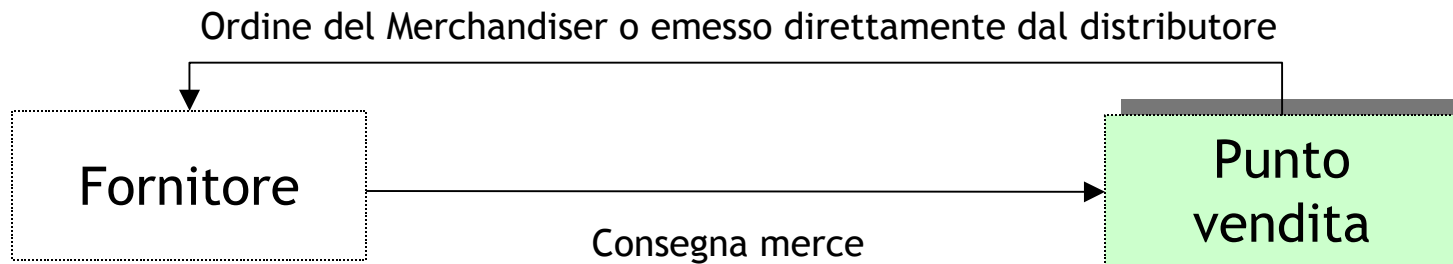 Ordine del Merchandiser o emesso direttamente dal distributore
Fornitore
Punto
vendita
Consegna merce